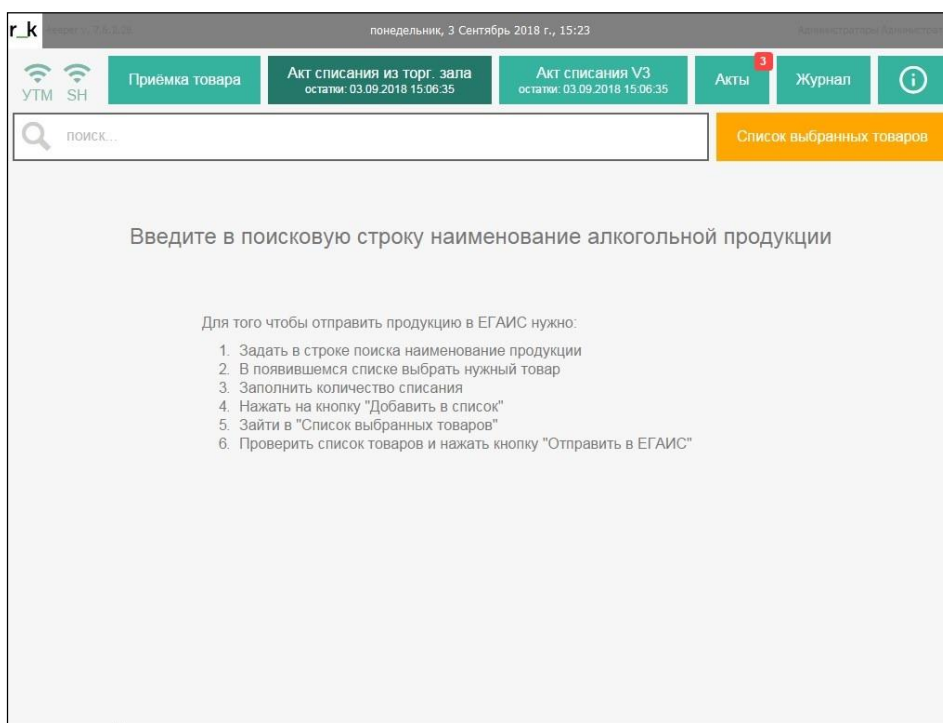 r_k
понедельник, 3 Сентябрь 2018 г., 15:23
УТМ SH
Приёмка товара
Акт списания из торг. зала
остатки: 03.09.2018 15:06:35
Акт списания V3
остатки: 03.09.2018 15:06:35
Акты
3
Журнал
поиск...
Список выбранных товаров
Введите в поисковую строку наименование алкогольной продукции
Для того чтобы отправить продукцию в ЕГАИС нужно:
1. Задать в строке поиска наименование продукции
2. В появившемся списке выбрать нужный товар
3. Заполнить количество списания
4. Нажать на кнопку "Добавить в список"
5. Зайти в "Список выбранных товаров"
6. Проверить список товаров и нажать кнопку "Отправить в ЕГАИС"